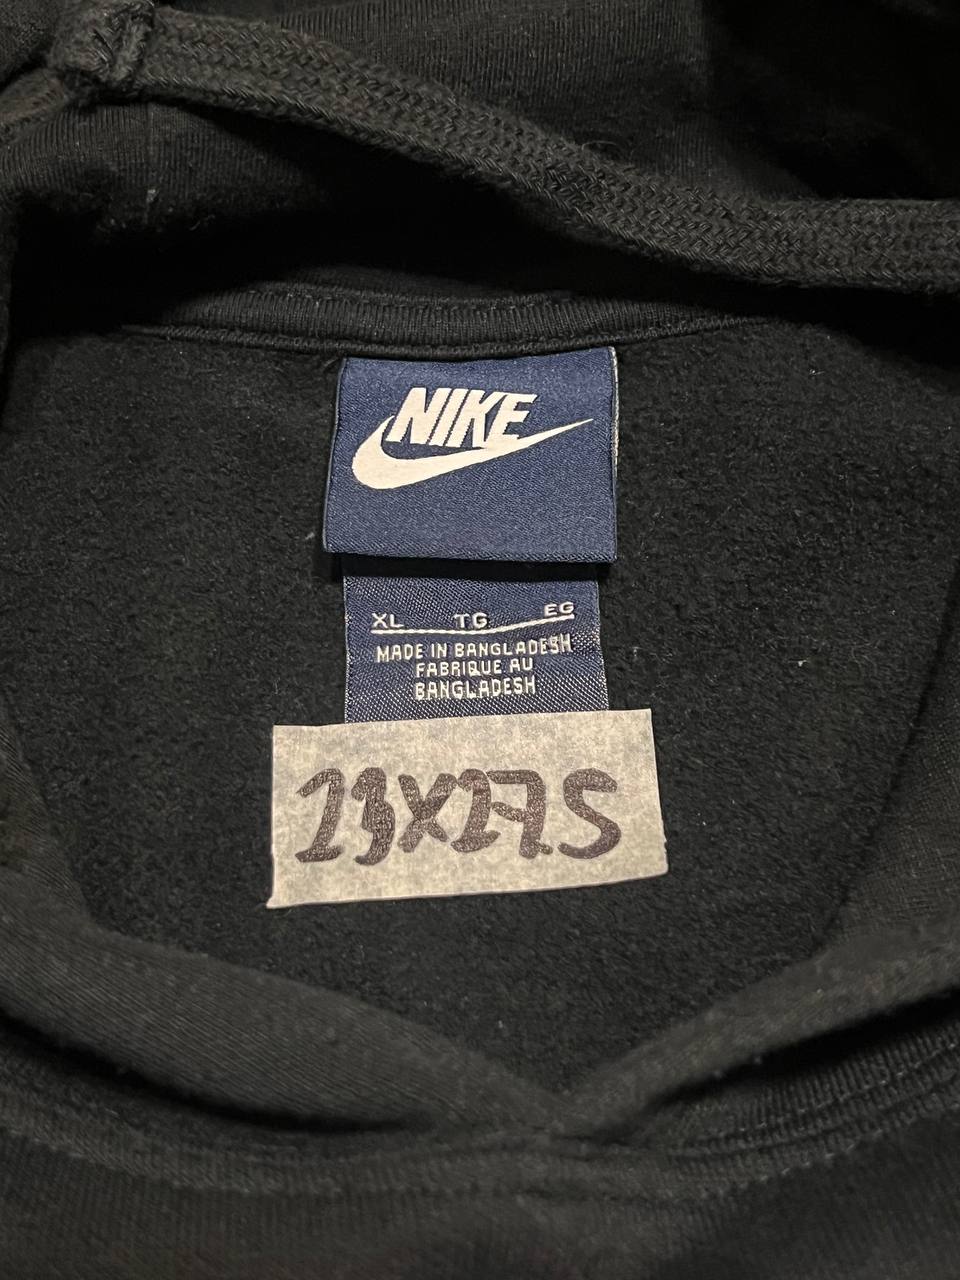 NIKE
XL TG EG
MADE IN BANGLADESH
FABRIQUE AU
BANGLADESH
23X27.5